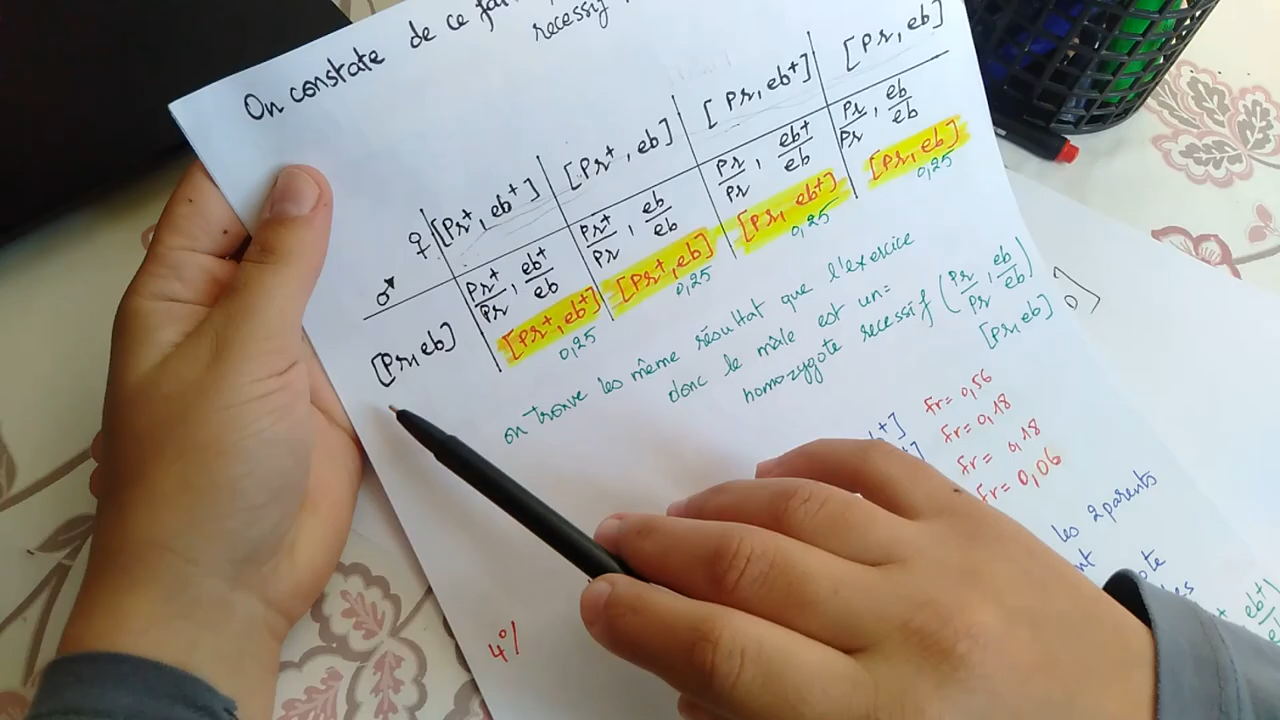 On constate de ce
recessif
♀ [Pr⁺, eb⁺] [Pr⁺, eb] [Pr, eb⁺] [Pr, eb]
♂
[Pr, eb] Pr⁺/Pr, eb⁺/eb Pr⁺/Pr, eb/eb Pr/Pr, eb⁺/eb Pr/Pr, eb/eb
[Pr⁺, eb⁺] [Pr⁺, eb] [Pr, eb⁺] [Pr, eb]
0,25 0,25 0,25 0,25
on trouve les même résultat que l'exercice
donc le mâle est un=
homozygote recessif (Pr/Pr, eb/eb)
[Pr, eb]
Fr= 0,56
Fr= 0,18
Fr= 0,18
Fr= 0,06
les 2 parents
4°/